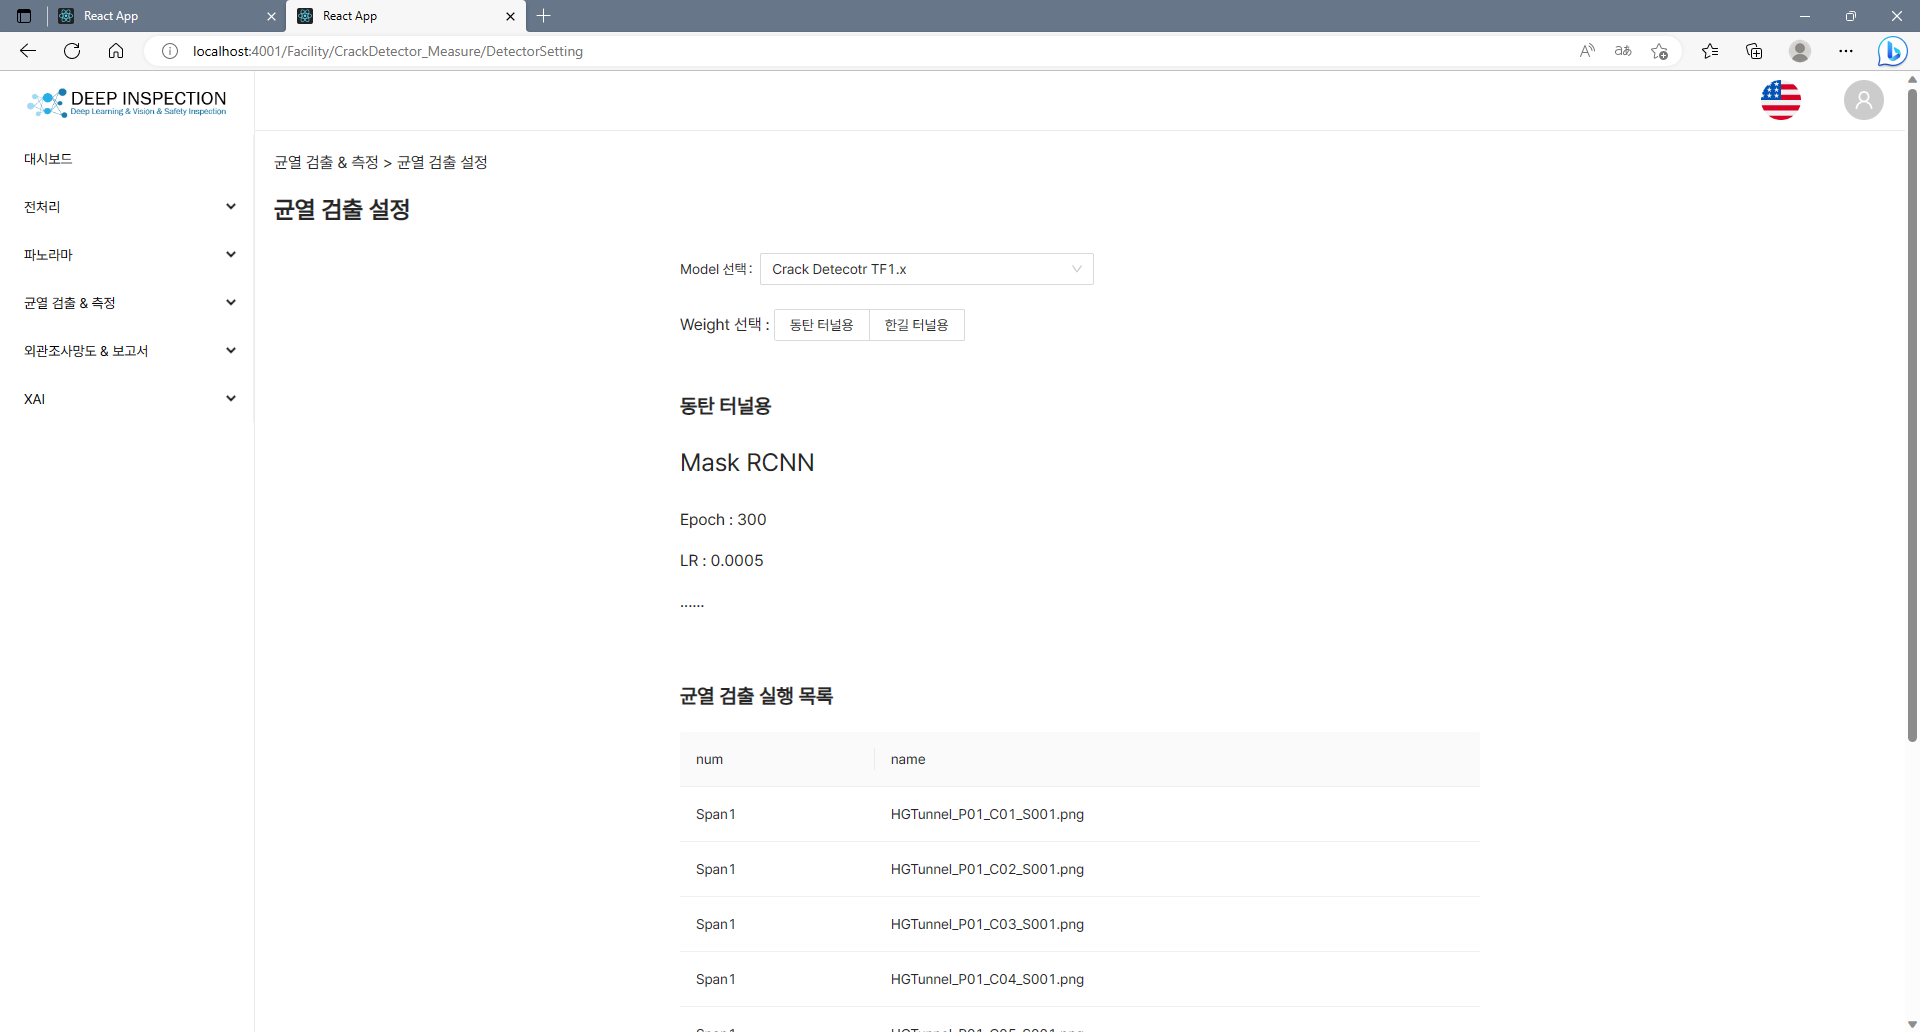 React App
React App
localhost:4001/Facility/CrackDetector_Measure/DetectorSetting
DEEP INSPECTION
Deep Learning & Vision & Safety Inspection
대시보드
전처리
파노라마
균열 검출 & 측정
외관조사망도 & 보고서
XAI
균열 검출 & 측정 > 균열 검출 설정
균열 검출 설정
Model 선택: Crack Detecotr TF1.x
Weight 선택 : 동탄 터널용 한길 터널용
동탄 터널용
Mask RCNN
Epoch : 300
LR : 0.0005
......
균열 검출 실행 목록
num name
Span1 HGTunnel_P01_C01_S001.png
Span1 HGTunnel_P01_C02_S001.png
Span1 HGTunnel_P01_C03_S001.png
Span1 HGTunnel_P01_C04_S001.png
Span1 HGTunnel_P01_C05_S001.png